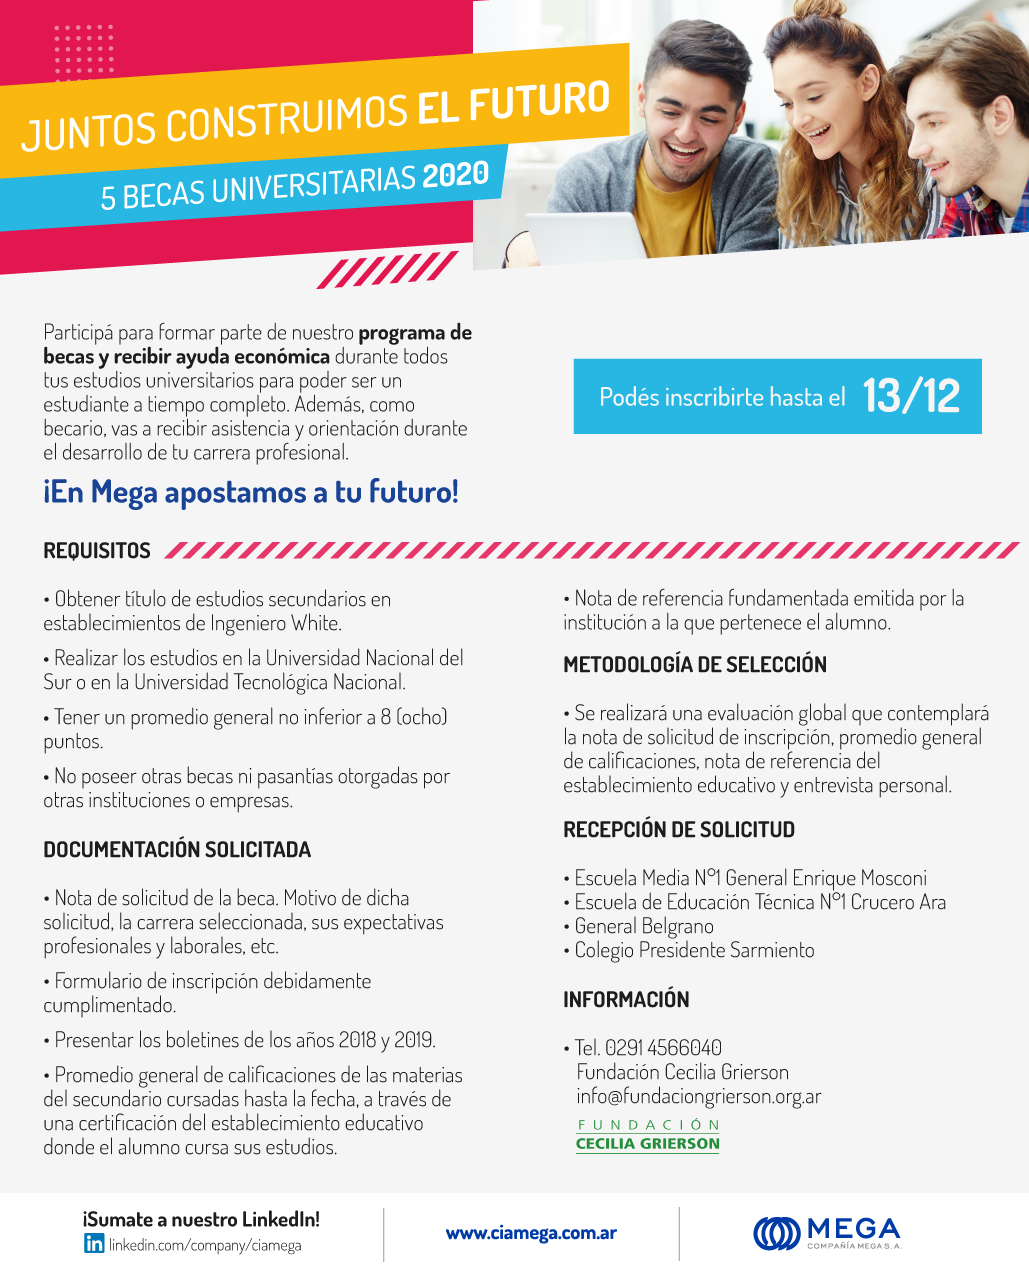 JUNTOS CONSTRUIMOS EL FUTURO
5 BECAS UNIVERSITARIAS 2020
Participá para formar parte de nuestro programa de
becas y recibir ayuda económica durante todos
tus estudios universitarios para poder ser un
estudiante a tiempo completo. Además, como
becario, vas a recibir asistencia y orientación durante
el desarrollo de tu carrera profesional.
¡En Mega apostamos a tu futuro!
Podés inscribirte hasta el 13/12
REQUISITOS
• Obtener título de estudios secundarios en
establecimientos de Ingeniero White.
• Realizar los estudios en la Universidad Nacional del
Sur o en la Universidad Tecnológica Nacional.
• Tener un promedio general no inferior a 8 (ocho)
puntos.
• No poseer otras becas ni pasantías otorgadas por
otras instituciones o empresas.
DOCUMENTACIÓN SOLICITADA
• Nota de solicitud de la beca. Motivo de dicha
solicitud, la carrera seleccionada, sus expectativas
profesionales y laborales, etc.
• Formulario de inscripción debidamente
cumplimentado.
• Presentar los boletines de los años 2018 y 2019.
• Promedio general de calificaciones de las materias
del secundario cursadas hasta la fecha, a través de
una certificación del establecimiento educativo
donde el alumno cursa sus estudios.
• Nota de referencia fundamentada emitida por la
institución a la que pertenece el alumno.
METODOLOGÍA DE SELECCIÓN
• Se realizará una evaluación global que contemplará
la nota de solicitud de inscripción, promedio general
de calificaciones, nota de referencia del
establecimiento educativo y entrevista personal.
RECEPCIÓN DE SOLICITUD
• Escuela Media N°1 General Enrique Mosconi
• Escuela de Educación Técnica N°1 Crucero Ara
• General Belgrano
• Colegio Presidente Sarmiento
INFORMACIÓN
• Tel. 0291 4566040
Fundación Cecilia Grierson
info@fundaciongrierson.org.ar
FUNDACIÓN
CECILIA GRIERSON
¡Sumate a nuestro LinkedIn!
in linkedin.com/company/ciamega
www.ciamega.com.ar
MEGA
COMPAÑÍA MEGA S.A.